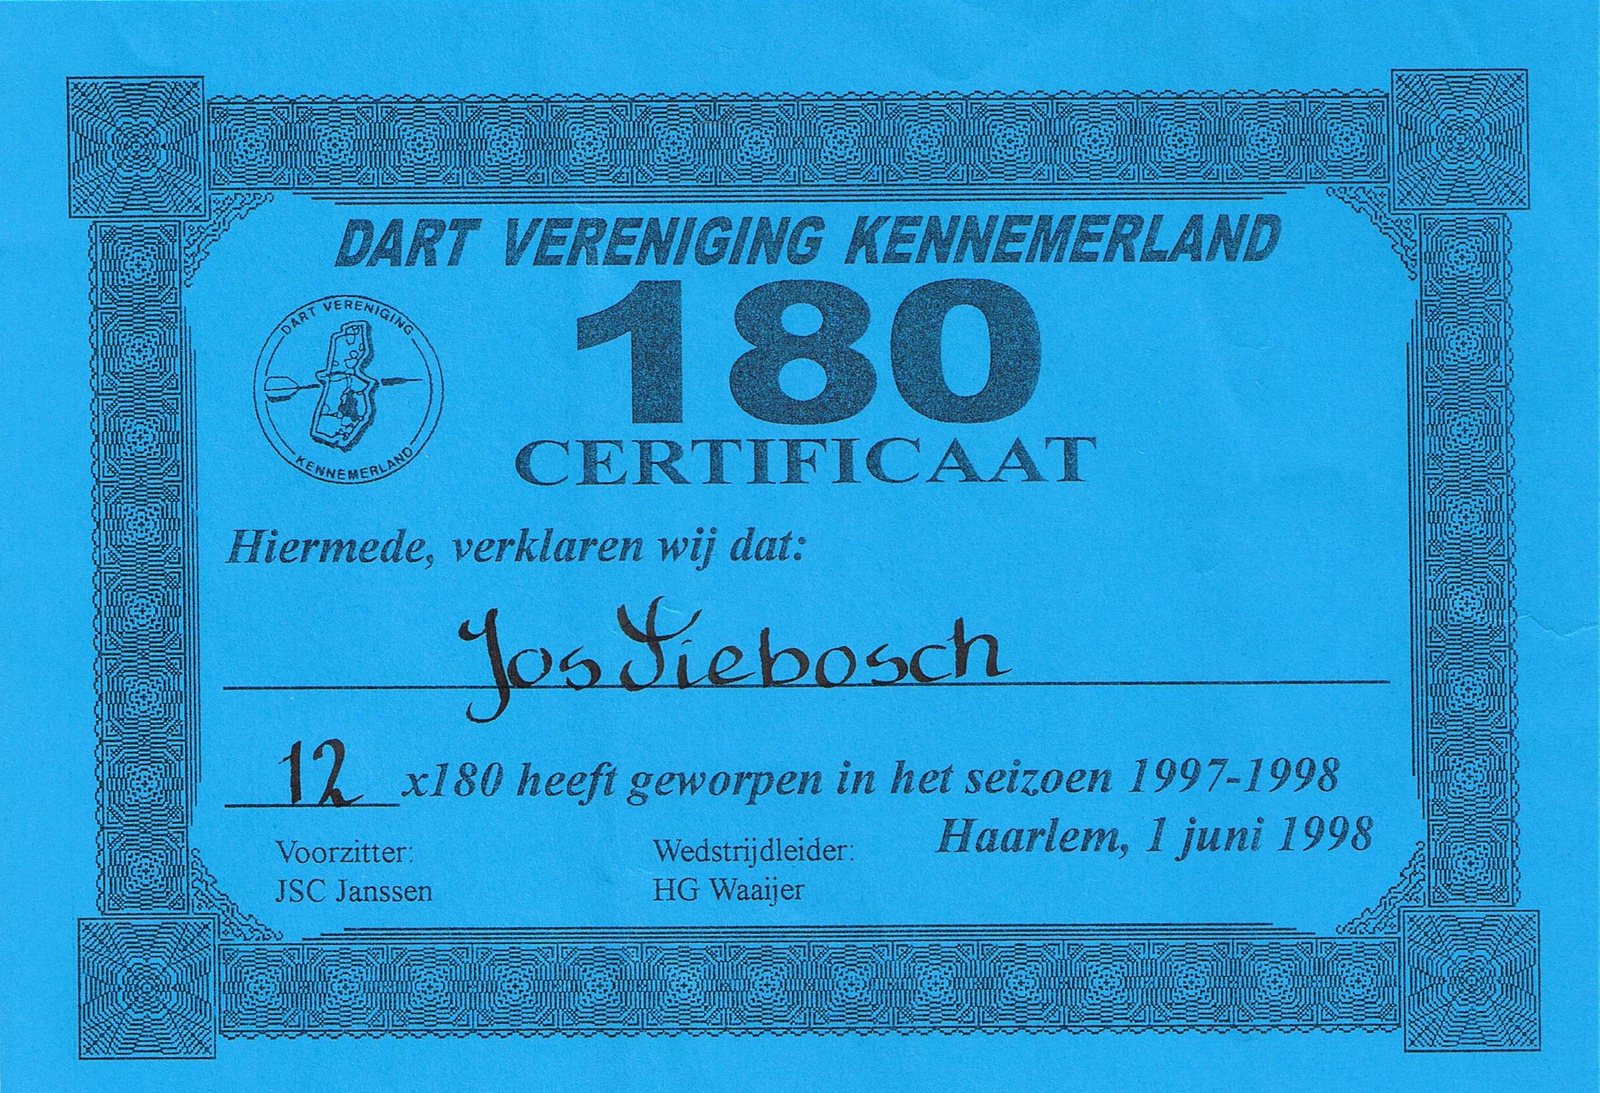 DART VERENIGING KENNEMERLAND
180
DART VERENIGING
KENNEMERLAND
CERTIFICAAT
Hiermede, verklaren wij dat:
Jos Siebosch
12 x180 heeft geworpen in het seizoen 1997-1998
Haarlem, 1 juni 1998
Voorzitter:
JSC Janssen
Wedstrijdleider:
HG Waaijer